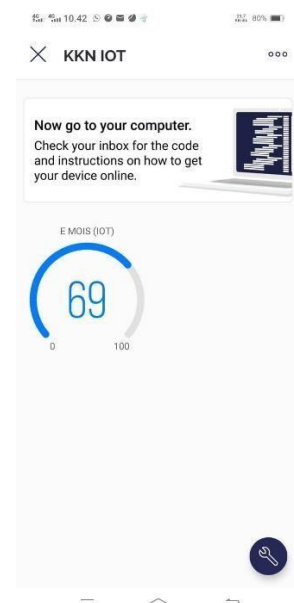 10.42 80%
KKN IOT
Now go to your computer.
Check your inbox for the code
and instructions on how to get
your device online.
E MOIS (IOT)
69
0 100